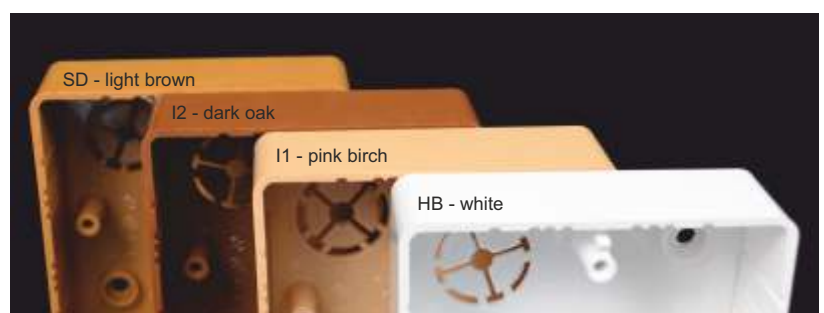 SD - light brown
I2 - dark oak
I1 - pink birch
HB - white